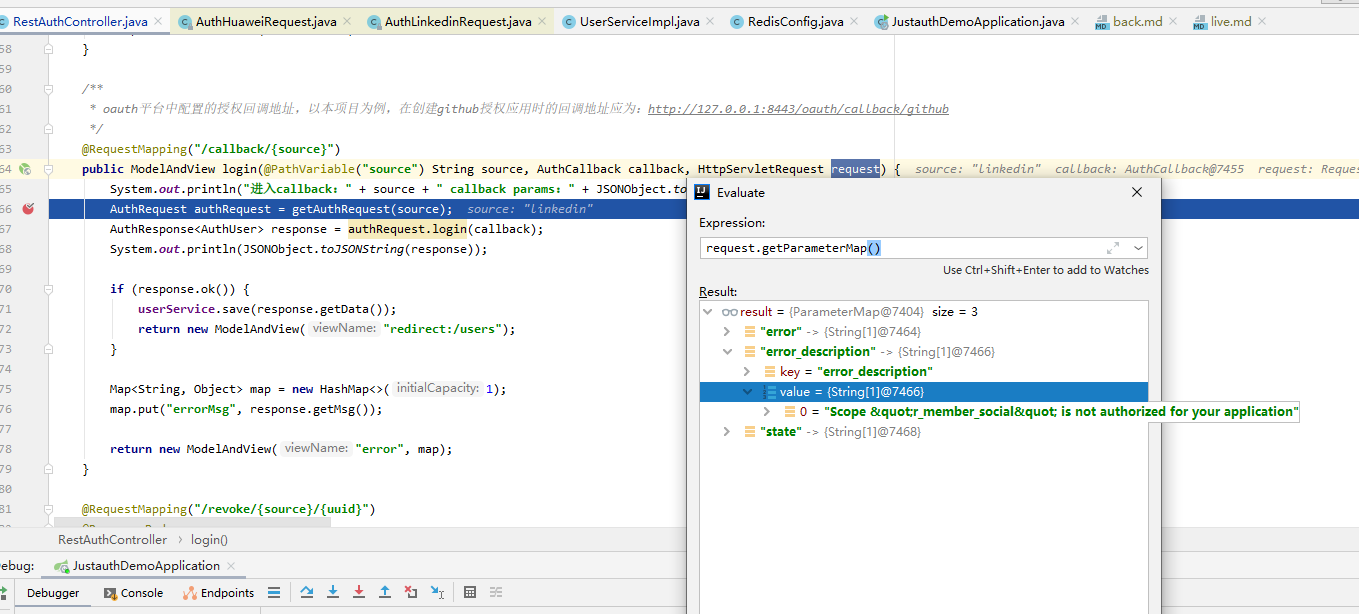 RestAuthController.java AuthHuaweiRequest.java AuthLinkedinRequest.java UserServiceImpl.java RedisConfig.java JustauthDemoApplication.java back.md live.md
58 }
59
60 /**
61 * oauth平台中配置的授权回调地址，以本项目为例，在创建github授权应用时的回调地址应为：http://127.0.0.1:8443/oauth/callback/github
62 */
63 @RequestMapping("/callback/{source}")
64 public ModelAndView login(@PathVariable("source") String source, AuthCallback callback, HttpServletRequest request) { source: "linkedin" callback: AuthCallback@7455 request: Reques
65 System.out.println("进入callback：" + source + " callback params：" + JSONObject.to
66 AuthRequest authRequest = getAuthRequest(source); source: "linkedin"
67 AuthResponse<AuthUser> response = authRequest.login(callback);
68 System.out.println(JSONObject.toJSONString(response));
69
70 if (response.ok()) {
71 userService.save(response.getData());
72 return new ModelAndView( viewName: "redirect:/users");
73 }
74
75 Map<String, Object> map = new HashMap<>( initialCapacity: 1);
76 map.put("errorMsg", response.getMsg());
77
78 return new ModelAndView( viewName: "error", map);
79 }
80
81 @RequestMapping("/revoke/{source}/{uuid}")
RestAuthController › login()
Evaluate
Expression:
request.getParameterMap()
Use Ctrl+Shift+Enter to add to Watches
Result:
result = {ParameterMap@7404} size = 3
"error" -> {String[1]@7464}
"error_description" -> {String[1]@7466}
key = "error_description"
value = {String[1]@7466}
0 = "Scope &quot;r_member_social&quot; is not authorized for your application"
"state" -> {String[1]@7468}
ebug: JustauthDemoApplication
Debugger Console Endpoints